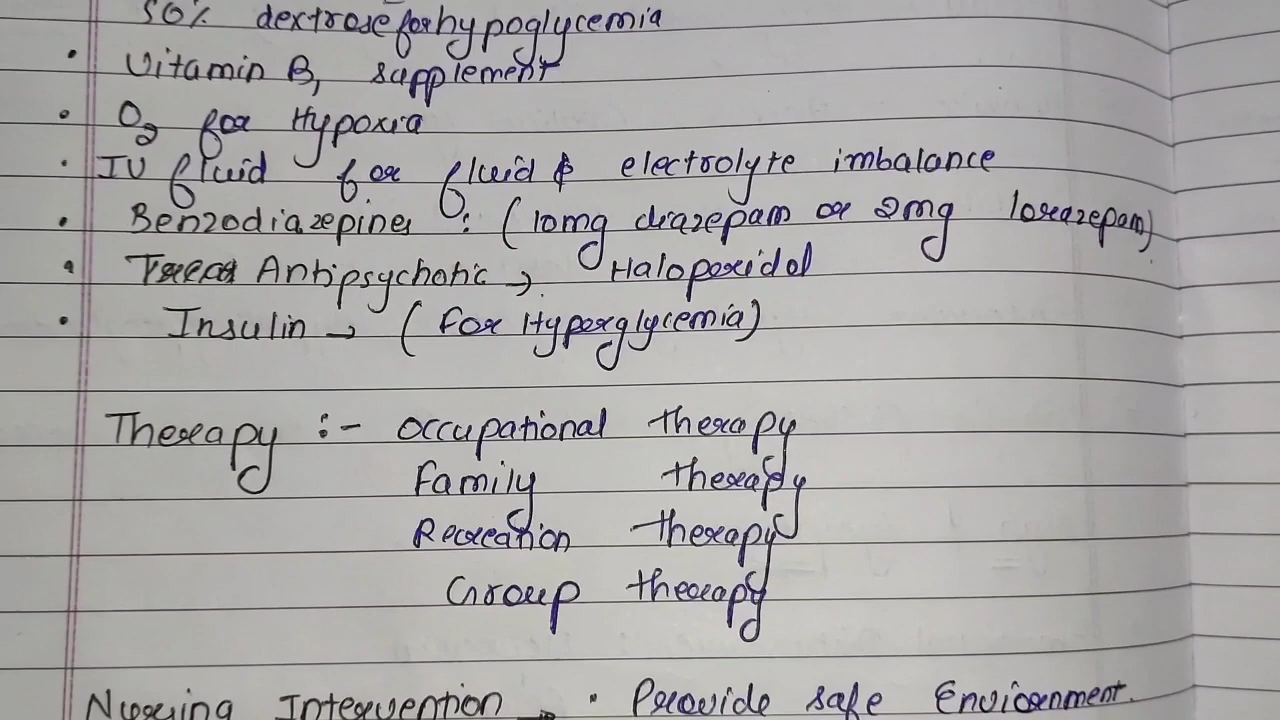 50% dextrose for hypoglycemia
• Vitamin B1 supplement
• O2 for Hypoxia
• IV fluid for fluid & electrolyte imbalance
• Benzodiazepines : (10mg diazepam or 2mg lorazepam)
• Antipsychotic → Haloperidol
• Insulin → (for Hyperglycemia)
Therapy :- Occupational therapy
Family therapy
Recreation therapy
Group therapy
Nursing Intervention → • Provide safe Environment.